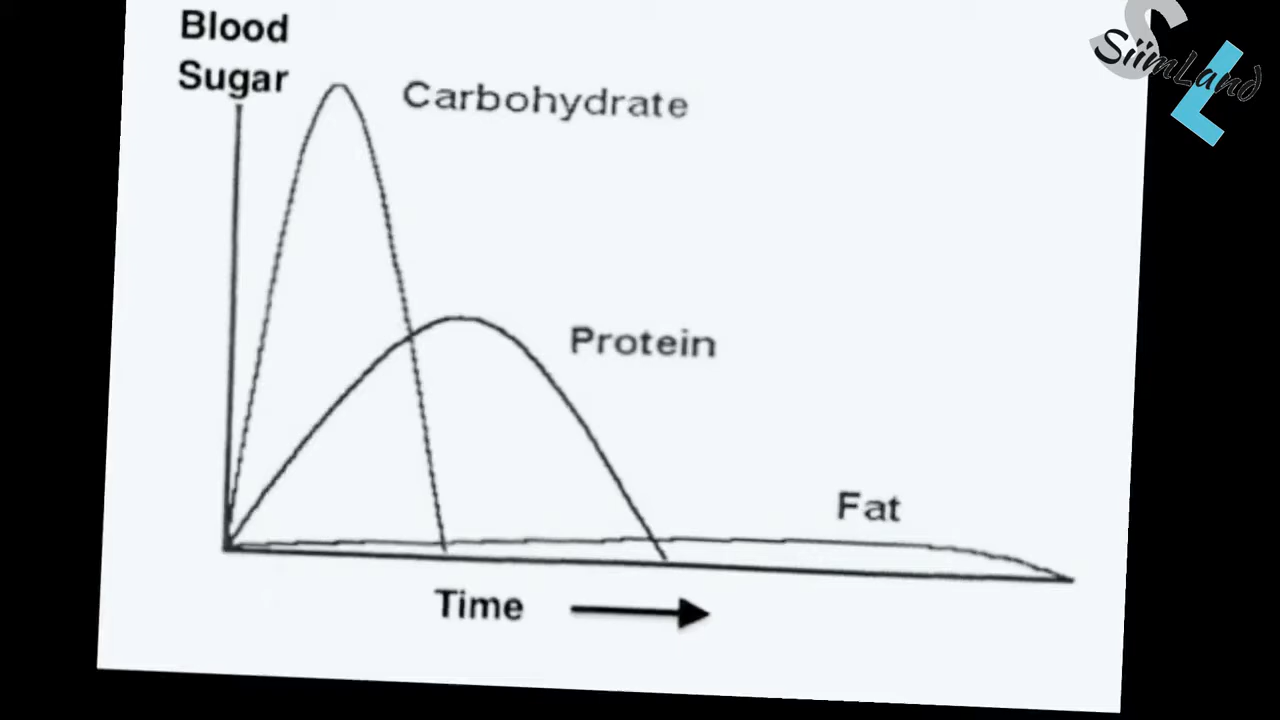 Blood
Sugar
Carbohydrate
Protein
Fat
Time
S
SiimLand
L